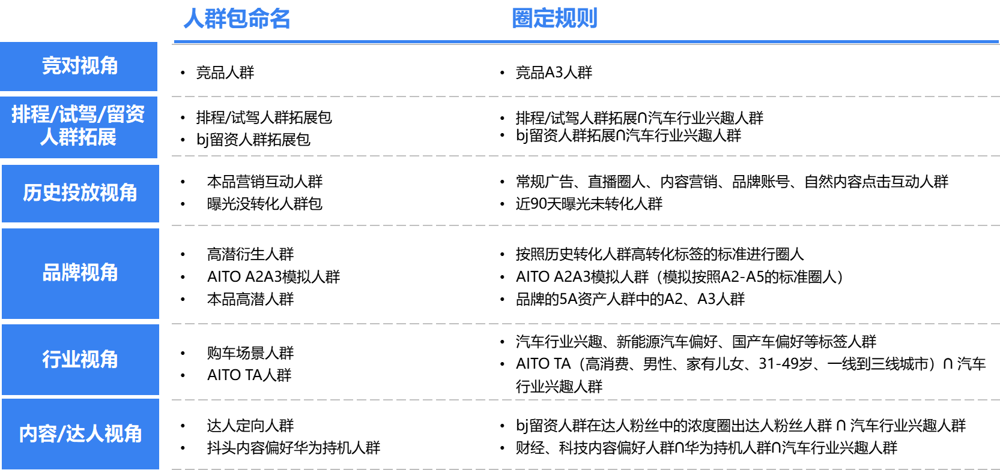 人群包命名
圈定规则
竞对视角
• 竞品人群
• 竞品A3人群
排程/试驾/留资
人群拓展
• 排程/试驾人群拓展包
• bj留资人群拓展包
• 排程/试驾人群拓展∩汽车行业兴趣人群
• bj留资人群拓展∩汽车行业兴趣人群
历史投放视角
• 本品营销互动人群
• 曝光没转化人群包
• 常规广告、直播圈人、内容营销、品牌账号、自然内容点击互动人群
• 近90天曝光未转化人群
品牌视角
• 高潜衍生人群
• AITO A2A3模拟人群
• 本品高潜人群
• 按照历史转化人群高转化标签的标准进行圈人
• AITO A2A3模拟人群（模拟按照A2-A5的标准圈人）
• 品牌的5A资产人群中的A2、A3人群
行业视角
• 购车场景人群
• AITO TA人群
• 汽车行业兴趣、新能源汽车偏好、国产车偏好等标签人群
• AITO TA（高消费、男性、家有儿女、31-49岁、一线到三线城市）∩ 汽车
行业兴趣人群
内容/达人视角
• 达人定向人群
• 抖头内容偏好华为持机人群
• bj留资人群在达人粉丝中的浓度圈出达人粉丝人群 ∩ 汽车行业兴趣人群
• 财经、科技内容偏好人群∩华为持机人群∩汽车行业兴趣人群